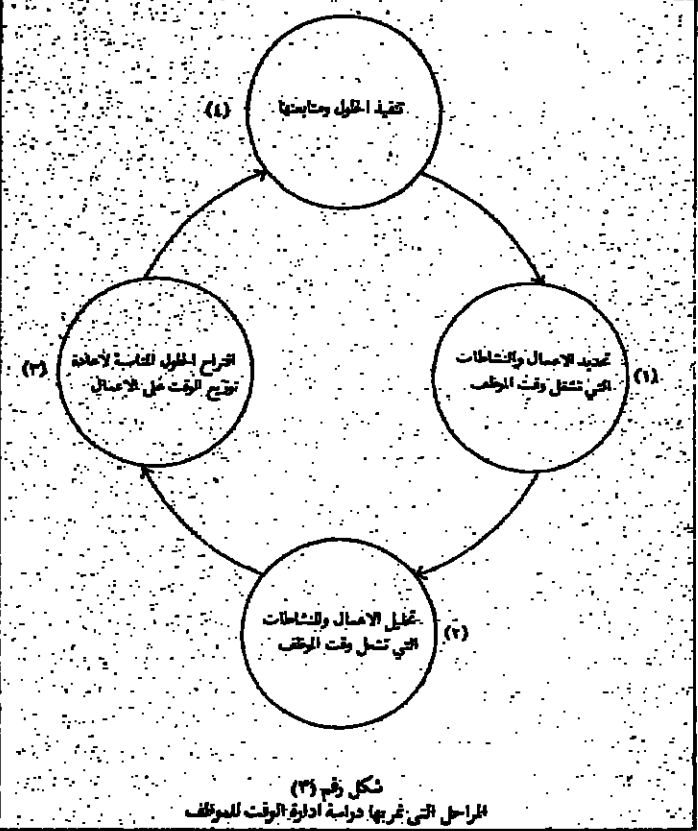 تنفيذ الحلول ومتابعتها
(٤)
تحديد الاعمال والنشاطات
التي تشغل وقت الموظف
(١)
اقتراح الحلول المناسبة لأعادة
توزيع الوقت على الاعمال
(٣)
تحليل الاعمال والنشاطات
التي تشغل وقت الموظف
(٢)
شكل رقم (٣)
المراحل التي تمر بها دراسة ادارة الوقت للموظف